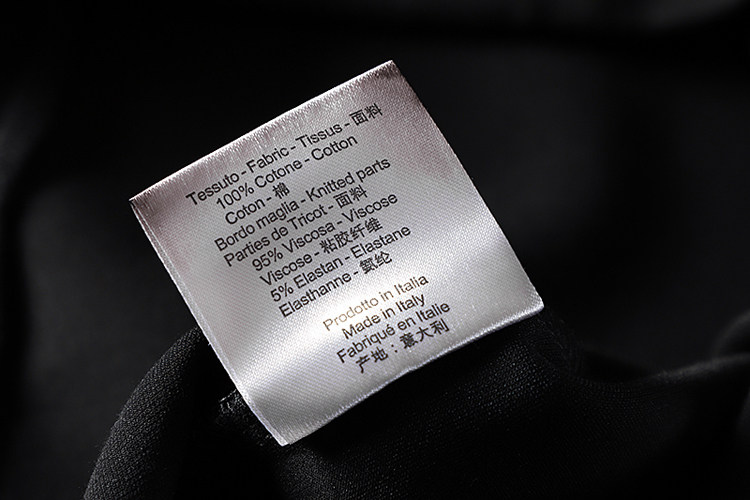 Tessuto - Fabric - Tissus - 面料
100% Cotone - Cotton
Coton - 棉
Bordo maglia - Knitted parts
Parties de Tricot - 面料
95% Viscosa - Viscose
Viscose - 粘胶纤维
5% Elastan - Elastane
Elasthanne - 氨纶
Prodotto in Italia
Made in Italy
Fabriqué en Italie
产地：意大利